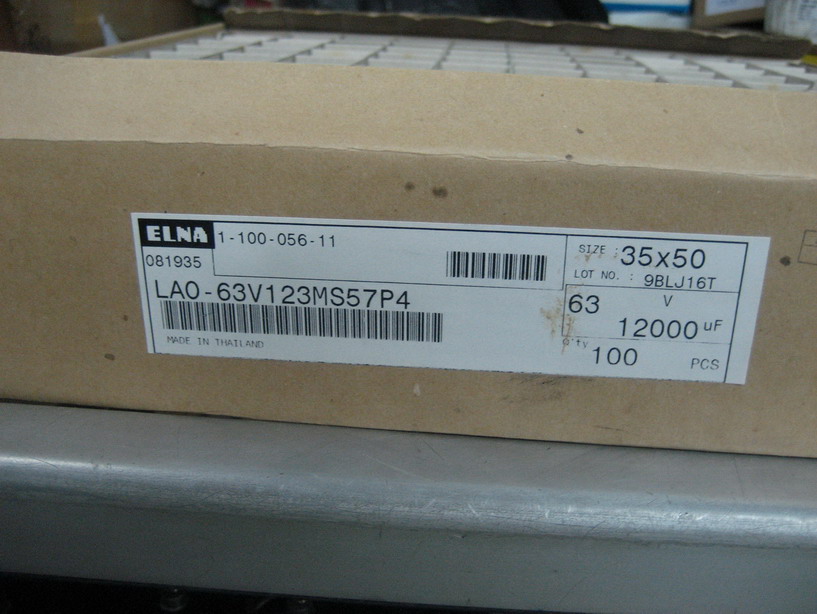 ELNA 1-100-056-11
081935
LAO-63V123MS57P4
MADE IN THAILAND
SIZE : 35x50
LOT NO. : 9BLJ16T
63 V
12000 uF
Q'ty
100 PCS